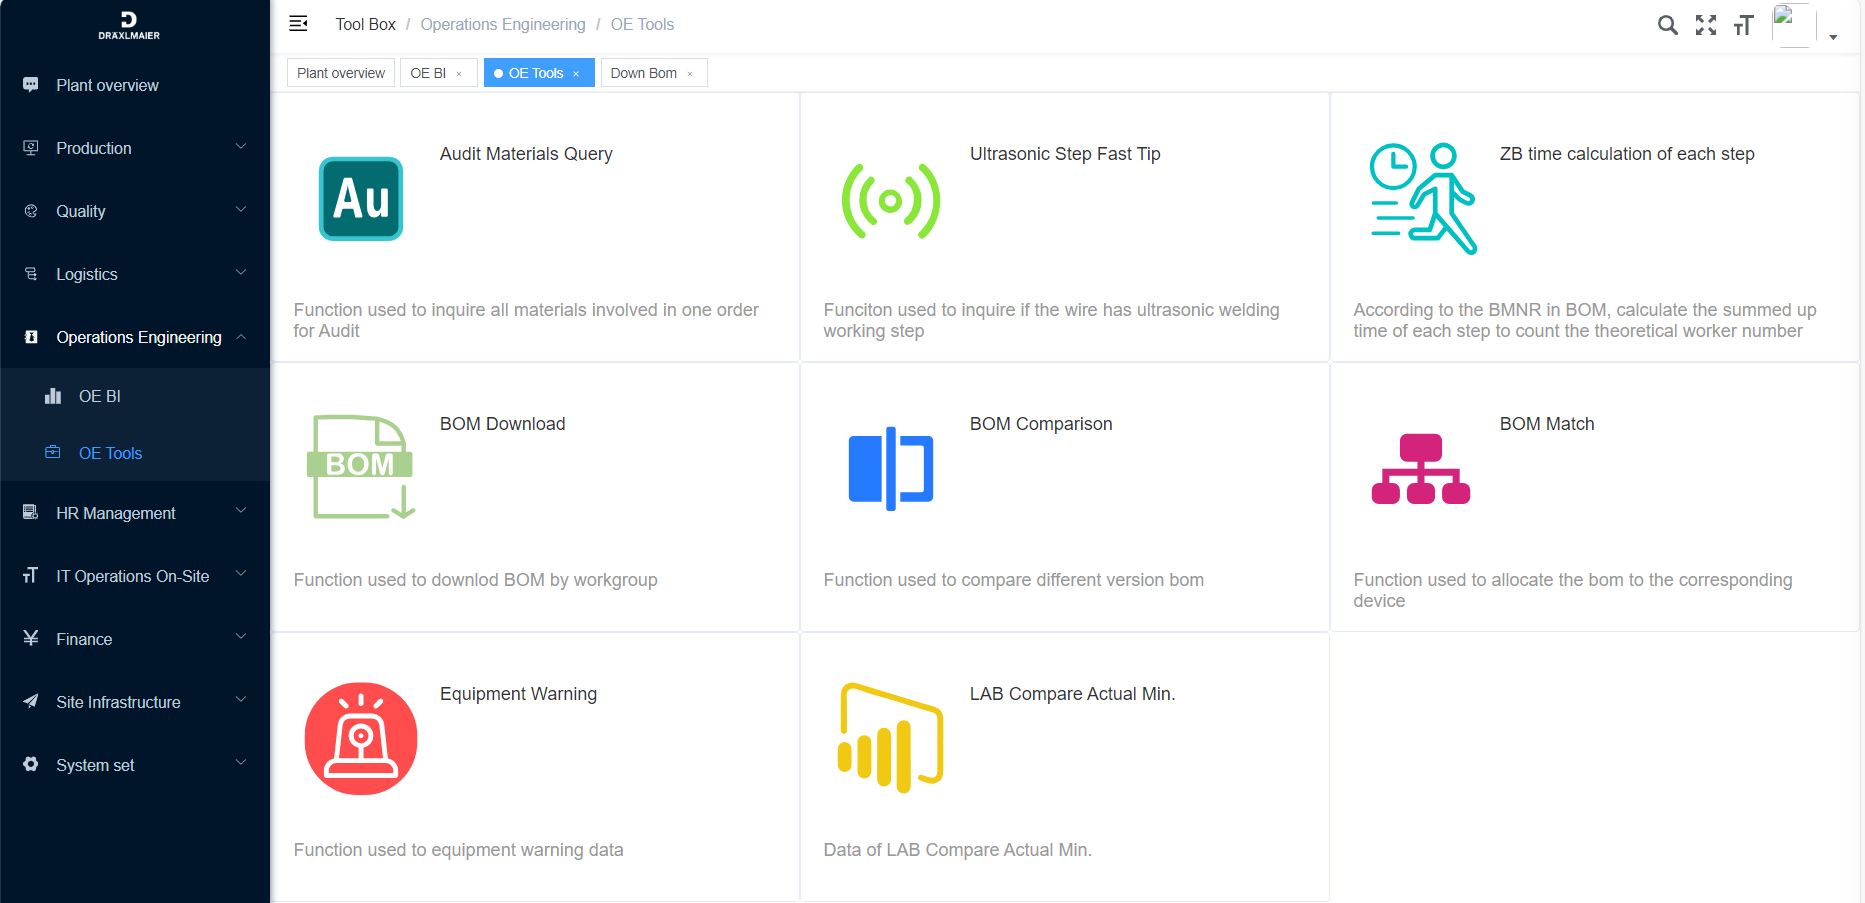 DRÄXLMAIER
Tool Box / Operations Engineering / OE Tools
Plant overview
OE BI ×
OE Tools ×
Down Bom ×
Plant overview
Production
Quality
Logistics
Operations Engineering
OE BI
OE Tools
HR Management
IT Operations On-Site
Finance
Site Infrastructure
System set
Au
Audit Materials Query
Function used to inquire all materials involved in one order
for Audit
Ultrasonic Step Fast Tip
Funciton used to inquire if the wire has ultrasonic welding
working step
ZB time calculation of each step
According to the BMNR in BOM, calculate the summed up
time of each step to count the theoretical worker number
BOM
BOM Download
Function used to downlod BOM by workgroup
BOM Comparison
Function used to compare different version bom
BOM Match
Function used to allocate the bom to the corresponding
device
Equipment Warning
Function used to equipment warning data
LAB Compare Actual Min.
Data of LAB Compare Actual Min.